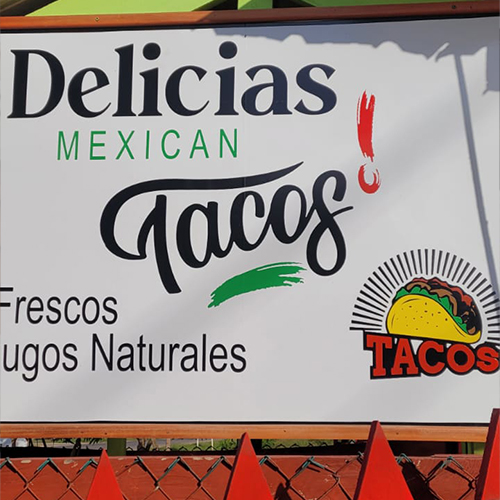 Delicias
MEXICAN
Tacos!
Frescos
ugos Naturales
TACOS